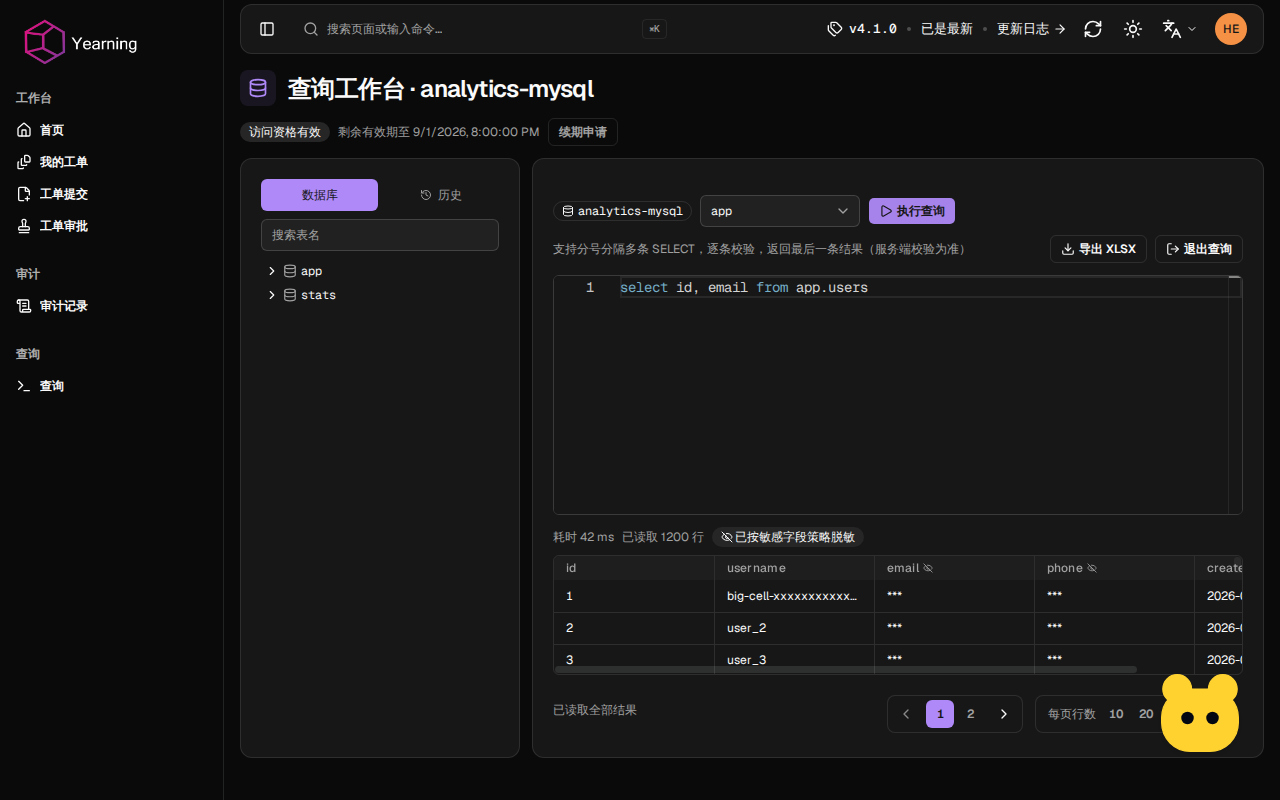 Yearning
搜索页面或输入命令...
⌘K
v4.1.0 • 已是最新 • 更新日志 →
HE
工作台
首页
我的工单
工单提交
工单审批
审计
审计记录
查询
查询
查询工作台 · analytics-mysql
访问资格有效 剩余有效期至 9/1/2026, 8:00:00 PM 续期申请
数据库 历史
搜索表名
app
stats
analytics-mysql app 执行查询
支持分号分隔多条 SELECT，逐条校验，返回最后一条结果（服务端校验为准） 导出 XLSX 退出查询
1 select id, email from app.users
耗时 42 ms 已读取 1200 行 已按敏感字段策略脱敏
id username email phone create
1 big-cell-xxxxxxxxxxx... *** *** 2026-0
2 user_2 *** *** 2026-0
3 user_3 *** *** 2026-0
已读取全部结果 1 2 每页行数 10 20